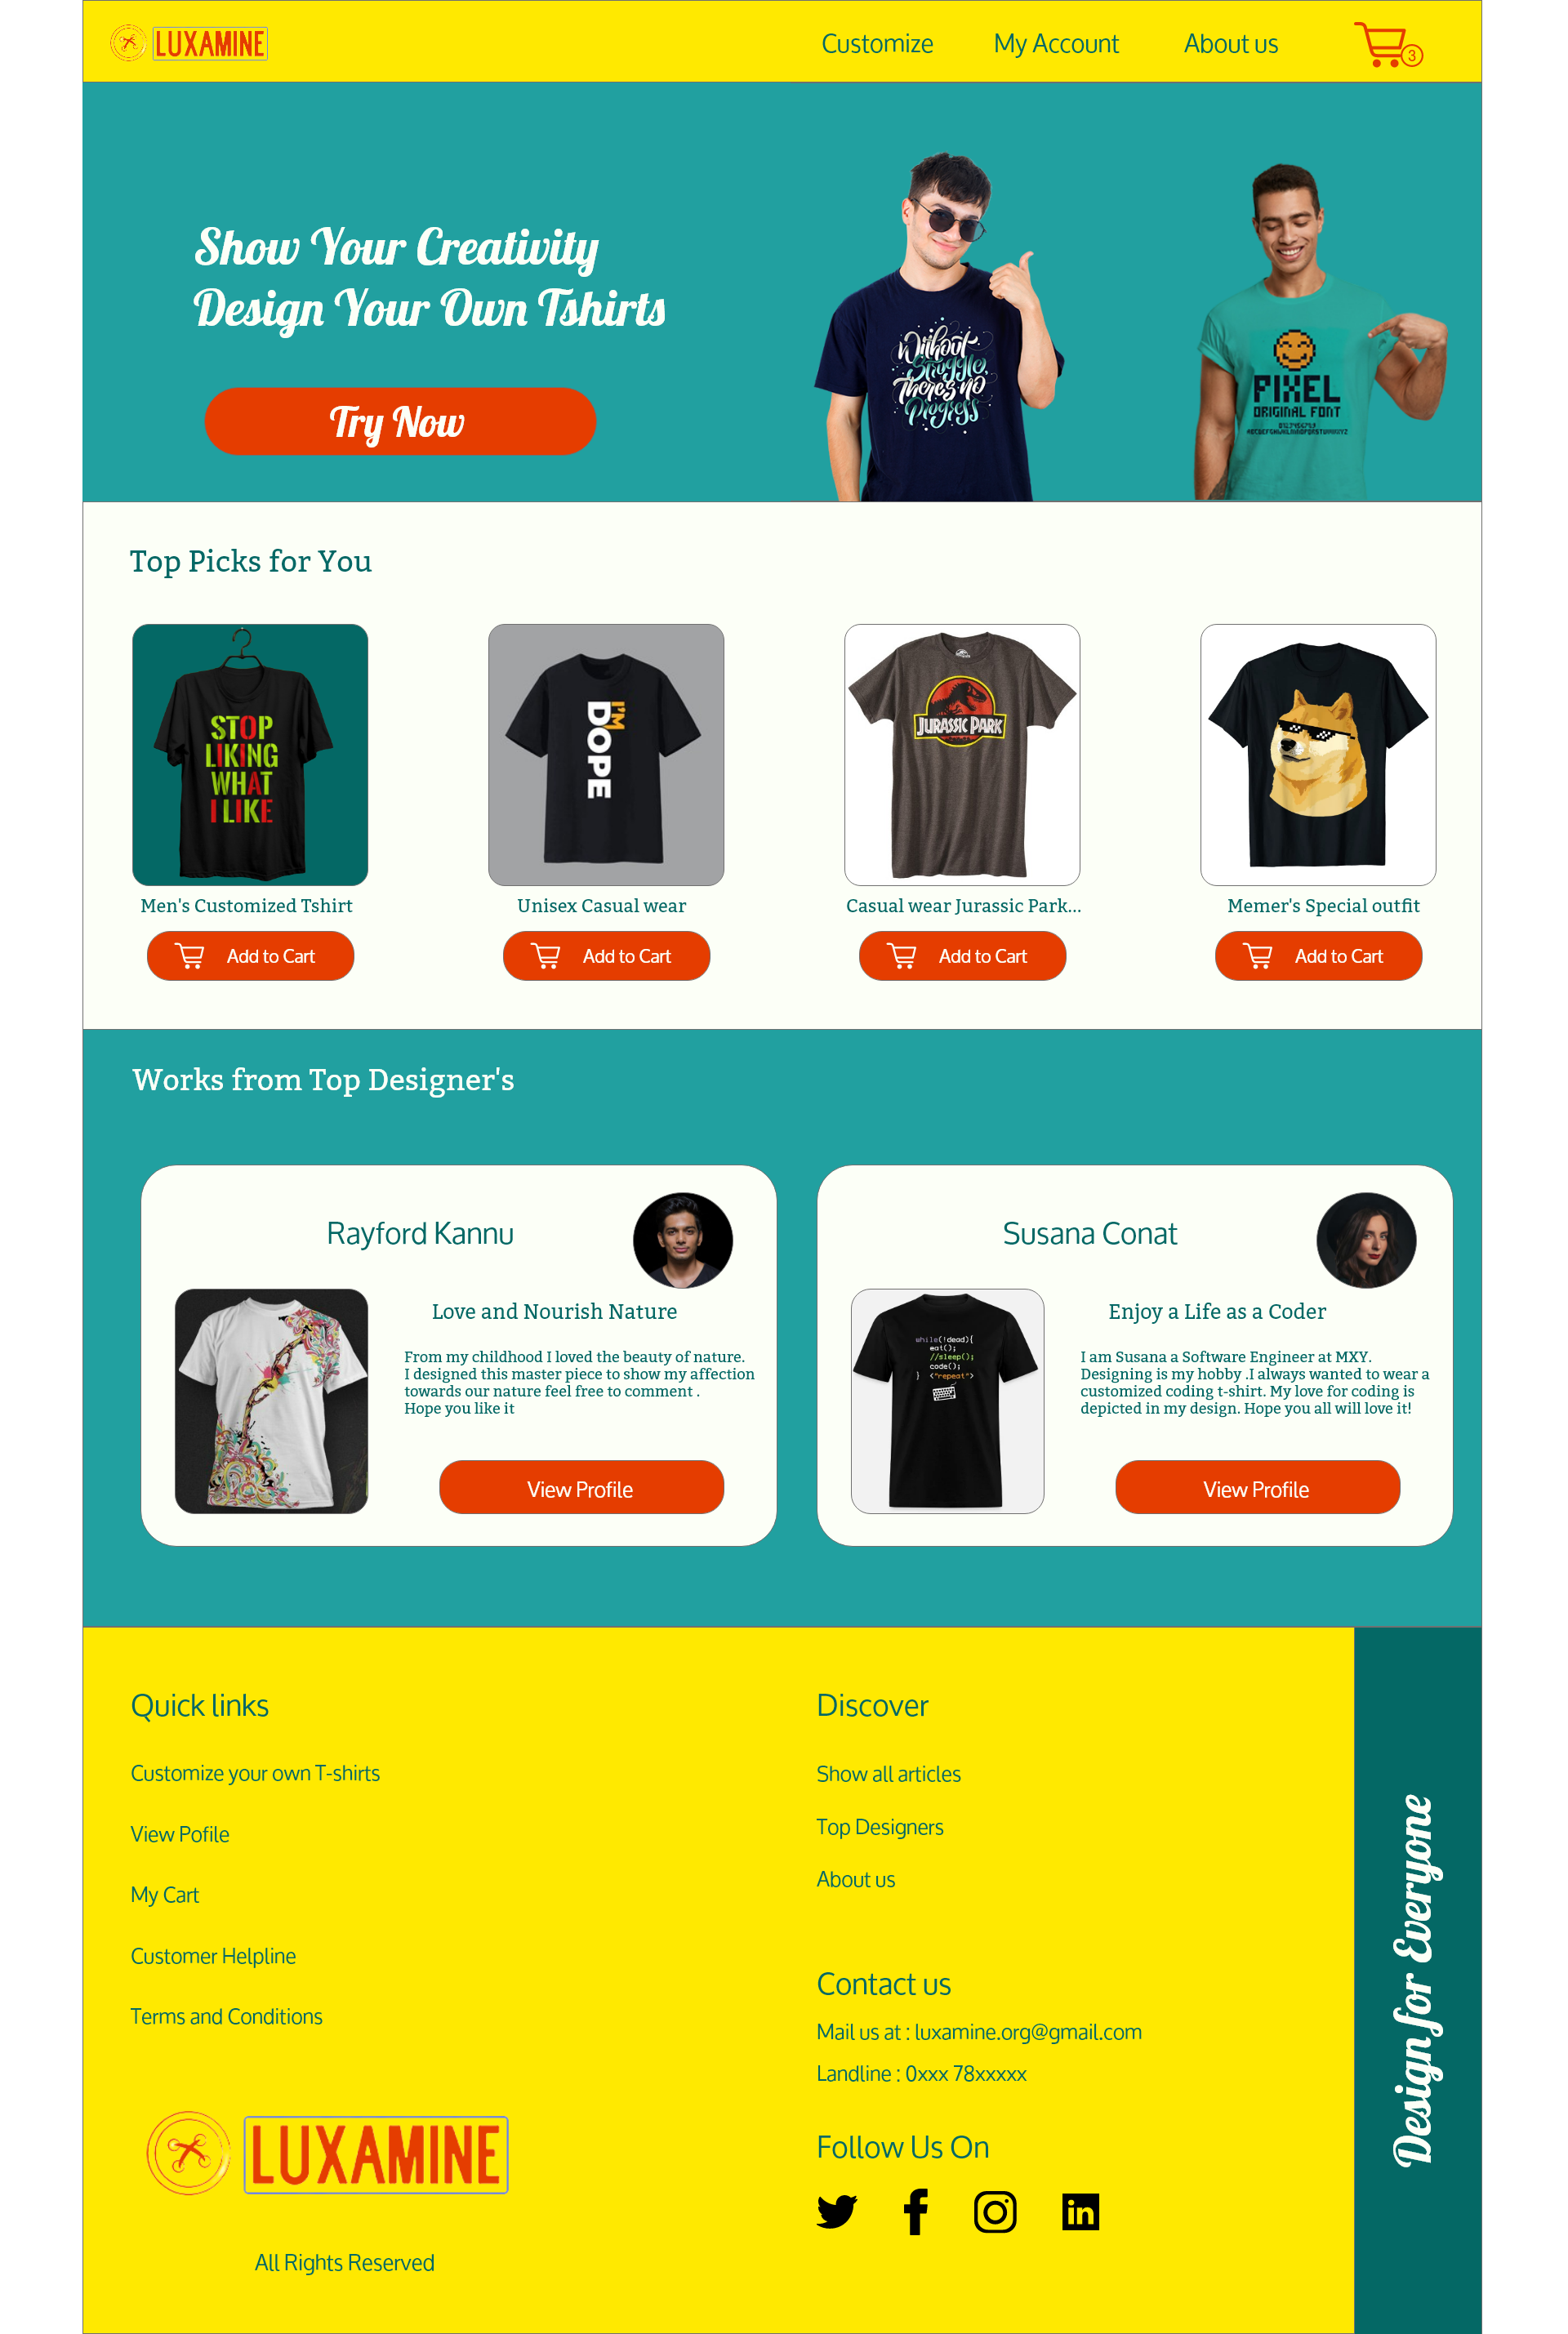 LUXAMINE
Customize
My Account
About us
3
Show Your Creativity
Design Your Own Tshirts
Try Now
Without
Struggle,
There's no
Progress
PIXEL
ORIGINAL FONT
Top Picks for You
STOP
LIKING
WHAT
I LIKE
I'M
DOPE
JURASSIC PARK
Men's Customized Tshirt
Unisex Casual wear
Casual wear Jurassic Park...
Memer's Special outfit
Add to Cart
Add to Cart
Add to Cart
Add to Cart
Works from Top Designer's
Rayford Kannu
Love and Nourish Nature
From my childhood I loved the beauty of nature.
I designed this master piece to show my affection
towards our nature feel free to comment .
Hope you like it
View Profile
Susana Conat
while(!dead){
eat();
//sleep();
code();
} <"repeat">
Enjoy a Life as a Coder
I am Susana a Software Engineer at MXY.
Designing is my hobby .I always wanted to wear a
customized coding t-shirt. My love for coding is
depicted in my design. Hope you all will love it!
View Profile
Quick links
Customize your own T-shirts
View Pofile
My Cart
Customer Helpline
Terms and Conditions
LUXAMINE
All Rights Reserved
Discover
Show all articles
Top Designers
About us
Contact us
Mail us at : luxamine.org@gmail.com
Landline : 0xxx 78xxxxx
Follow Us On
in
Design for Everyone